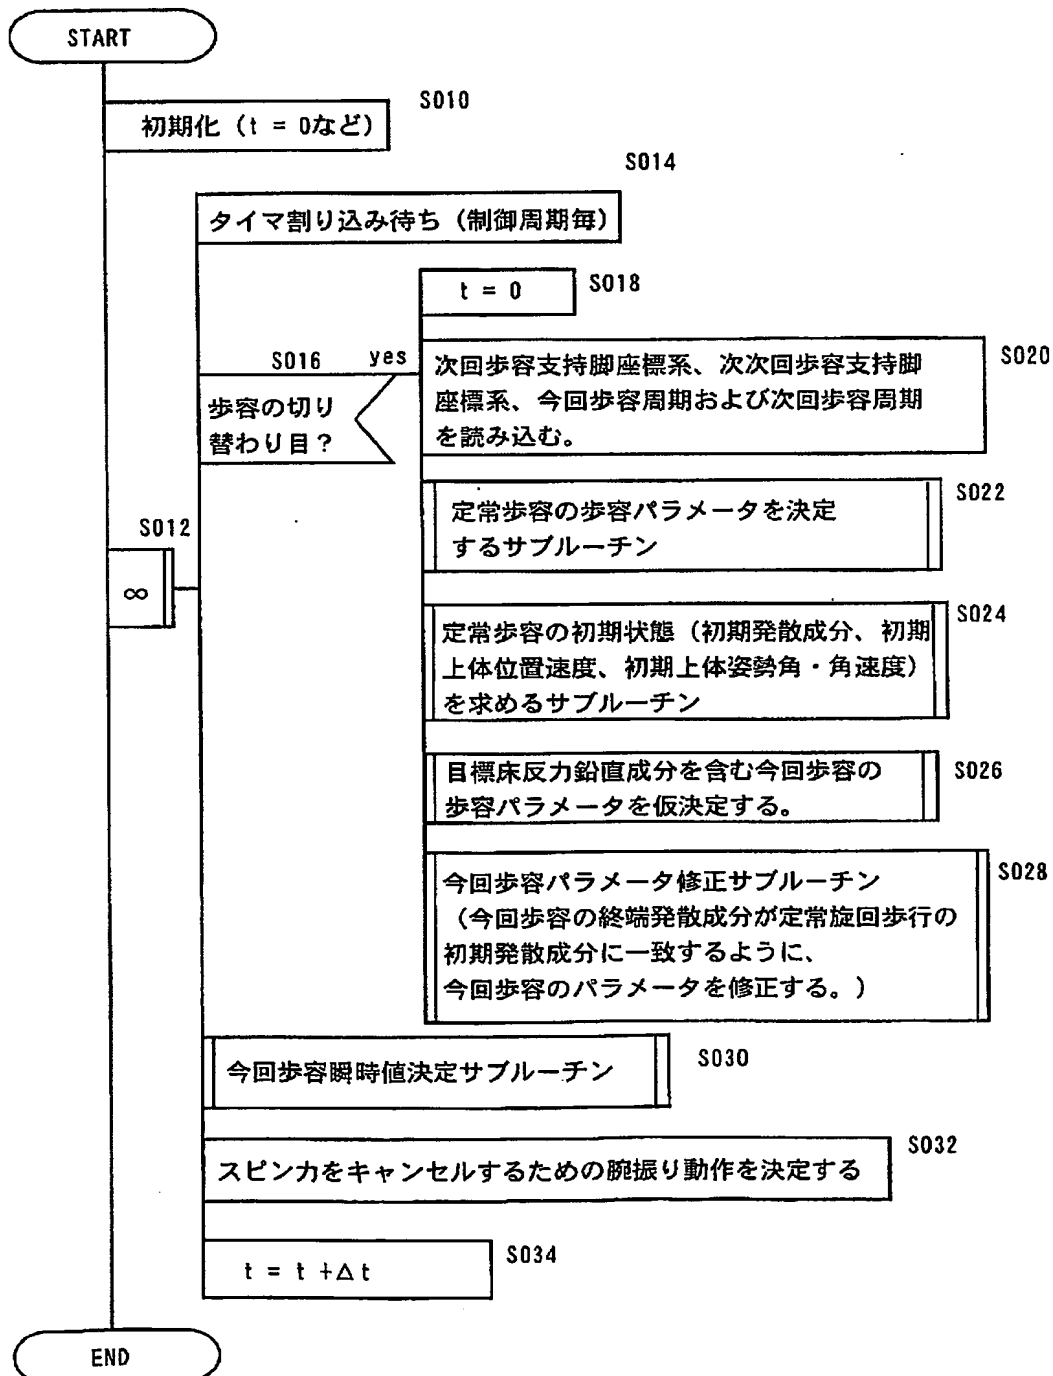 START
S010
初期化（t = 0など）
S014
タイマ割り込み待ち（制御周期毎）
S018
t = 0
S016
yes
歩容の切り
替わり目？
S020
次回歩容支持脚座標系、次次回歩容支持脚
座標系、今回歩容周期および次回歩容周期
を読み込む。
S022
定常歩容の歩容パラメータを決定
するサブルーチン
S012
∞
S024
定常歩容の初期状態（初期発散成分、初期
上体位置速度、初期上体姿勢角・角速度）
を求めるサブルーチン
S026
目標床反力鉛直成分を含む今回歩容の
歩容パラメータを仮決定する。
S028
今回歩容パラメータ修正サブルーチン
（今回歩容の終端発散成分が定常旋回歩行の
初期発散成分に一致するように、
今回歩容のパラメータを修正する。）
S030
今回歩容瞬時値決定サブルーチン
S032
スピン力をキャンセルするための腕振り動作を決定する
S034
t = t +Δt
END